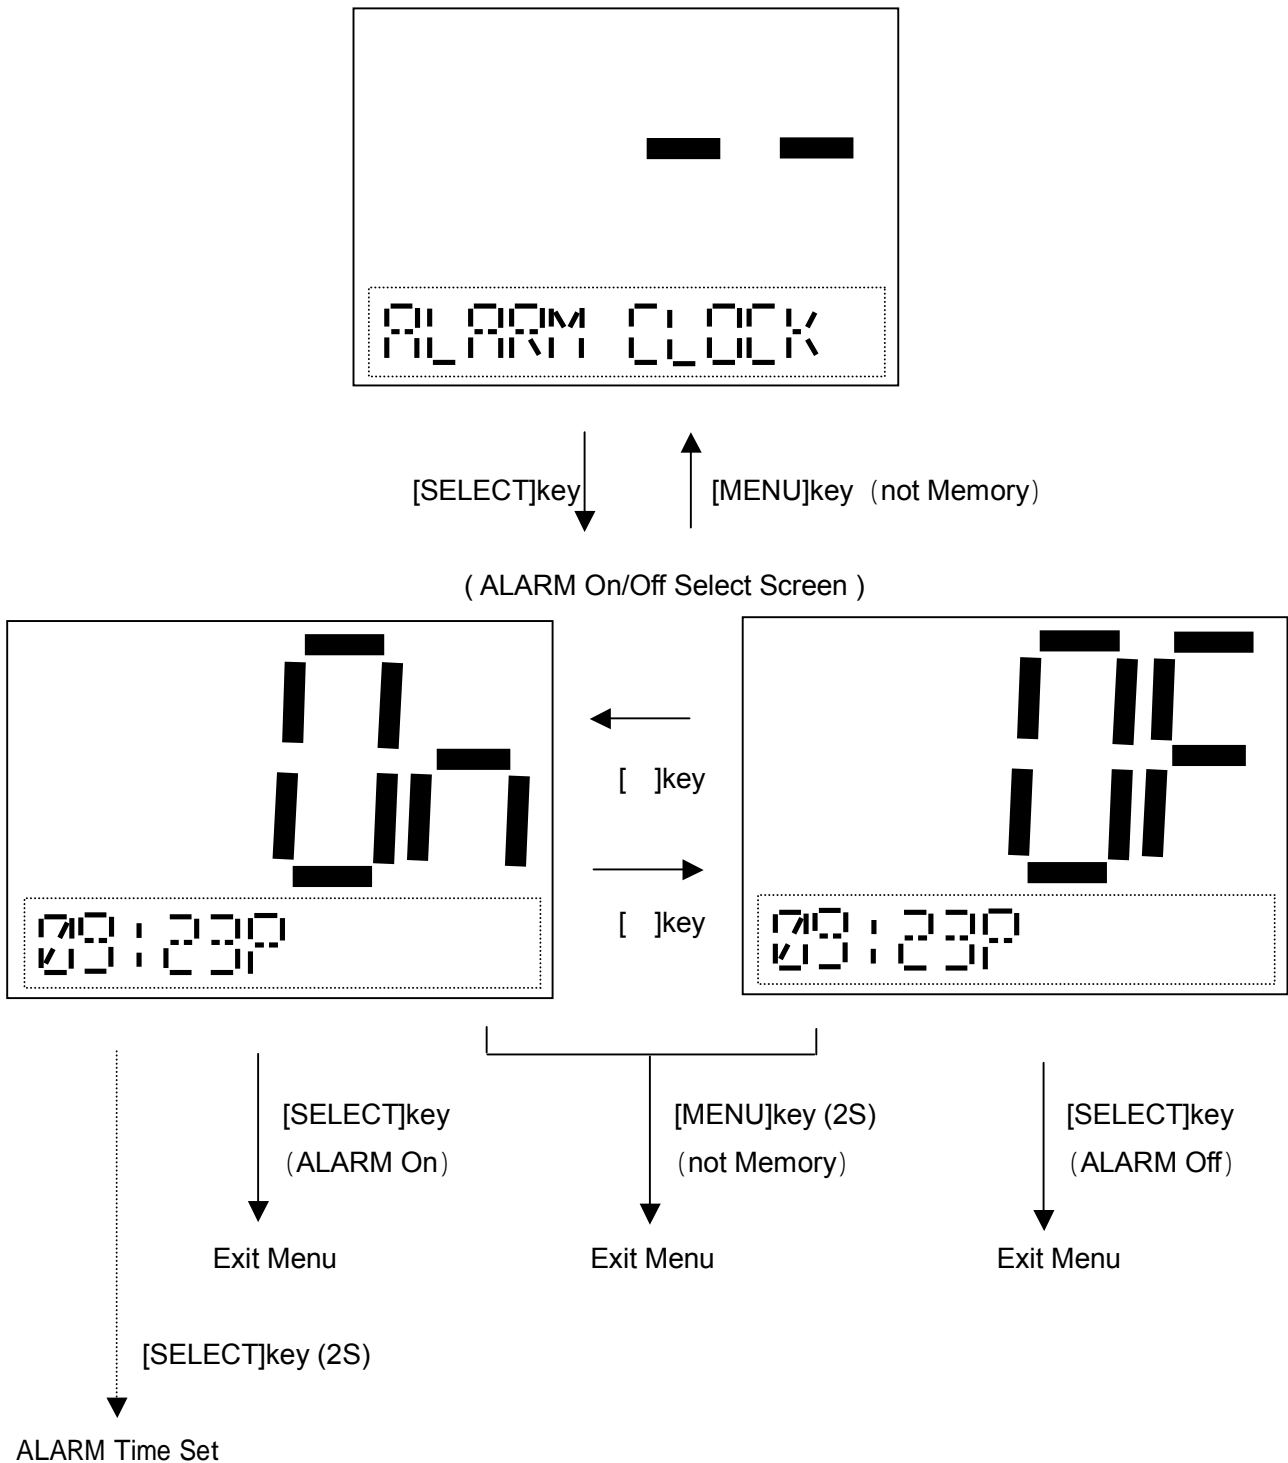 - -
ALARM CLOCK
[SELECT]key
[MENU]key (not Memory)
( ALARM On/Off Select Screen )
On
OF
[ ]key
[ ]key
09:23P
09:23P
[SELECT]key
(ALARM On)
[MENU]key (2S)
(not Memory)
[SELECT]key
(ALARM Off)
Exit Menu
Exit Menu
Exit Menu
[SELECT]key (2S)
ALARM Time Set